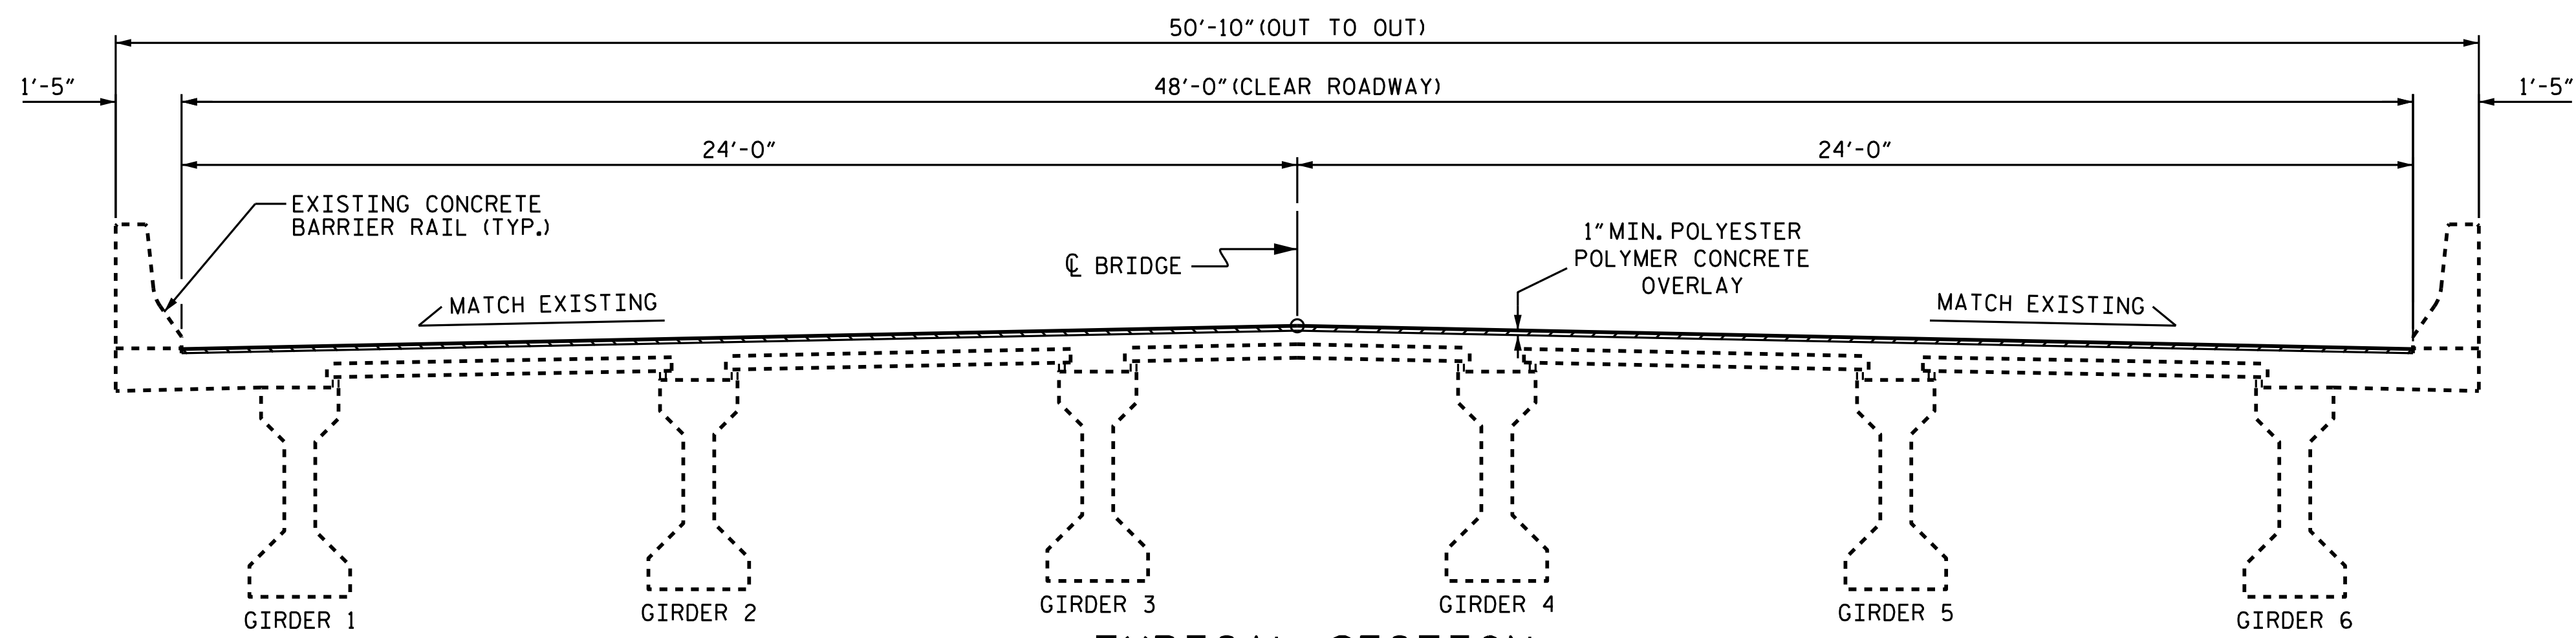 50'-10" (OUT TO OUT)
1'-5"
48'-0" (CLEAR ROADWAY)
1'-5"
24'-0"
24'-0"
EXISTING CONCRETE
BARRIER RAIL (TYP.)
℄ BRIDGE
1" MIN. POLYESTER
POLYMER CONCRETE
OVERLAY
MATCH EXISTING
MATCH EXISTING
GIRDER 1
GIRDER 2
GIRDER 3
GIRDER 4
GIRDER 5
GIRDER 6